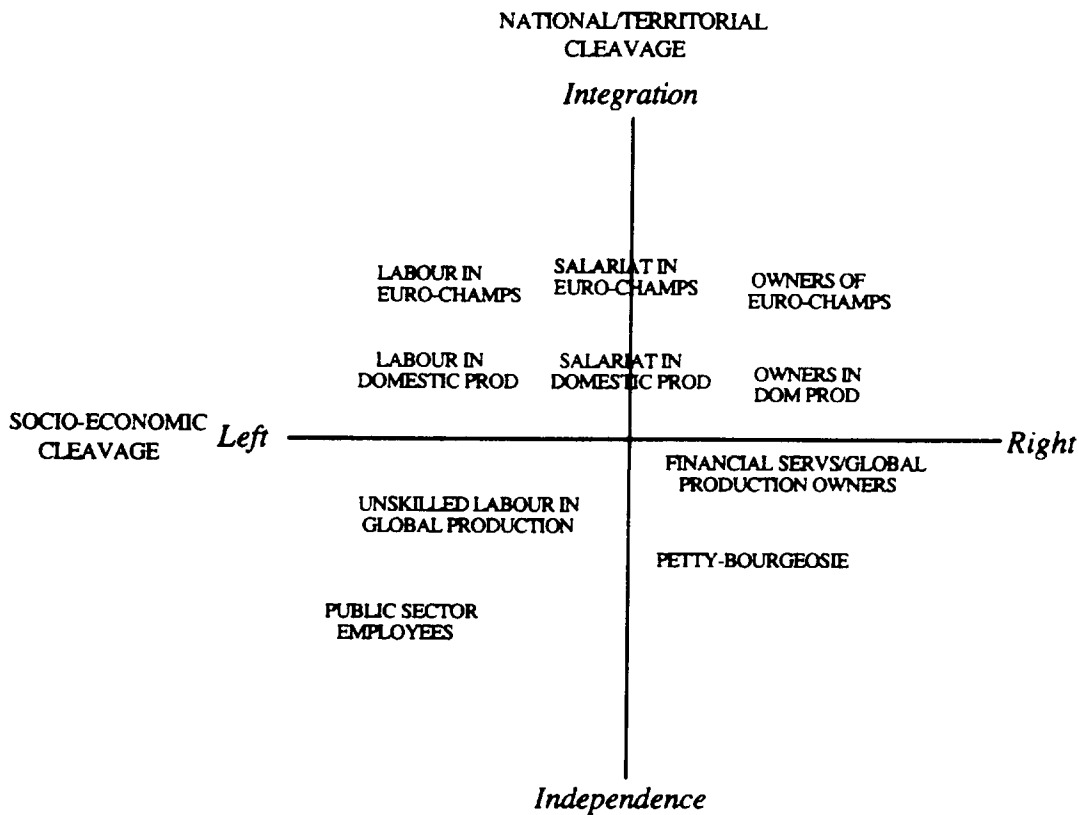 NATIONAL/TERRITORIAL
CLEAVAGE
Integration
LABOUR IN
EURO-CHAMPS
SALARIAT IN
EURO-CHAMPS
OWNERS OF
EURO-CHAMPS
LABOUR IN
DOMESTIC PROD
SALARIAT IN
DOMESTIC PROD
OWNERS IN
DOM PROD
SOCIO-ECONOMIC
CLEAVAGE
Left
Right
FINANCIAL SERVS/GLOBAL
PRODUCTION OWNERS
UNSKILLED LABOUR IN
GLOBAL PRODUCTION
PETTY-BOURGEOSIE
PUBLIC SECTOR
EMPLOYEES
Independence